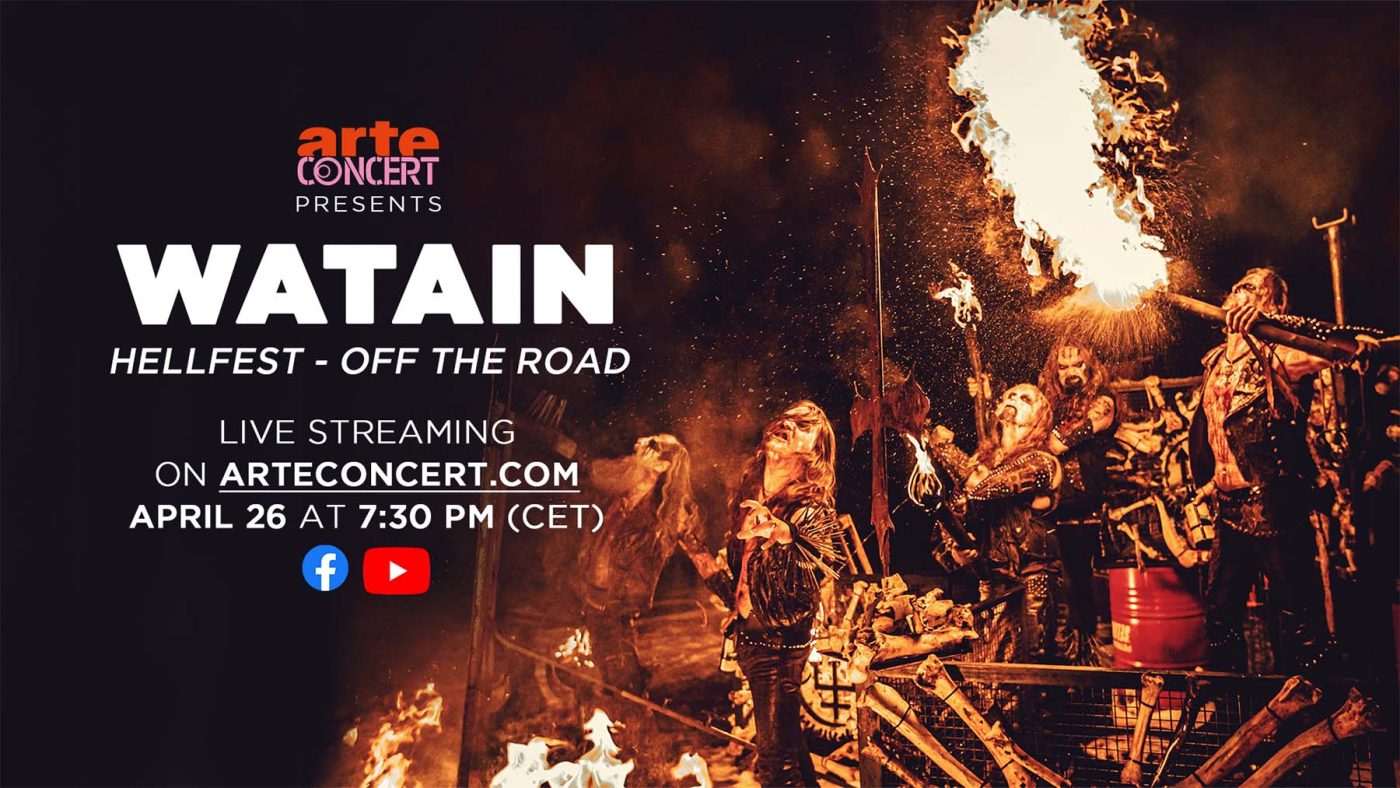 arte
CONCERT
PRESENTS
WATAIN
HELLFEST - OFF THE ROAD
LIVE STREAMING
ON ARTECONCERT.COM
APRIL 26 AT 7:30 PM (CET)